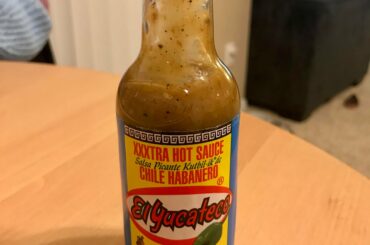 XXXTRA HOT SAUCE
Salsa Picante Kutbil-ik® de
CHILE HABANERO
®
El Yucateco